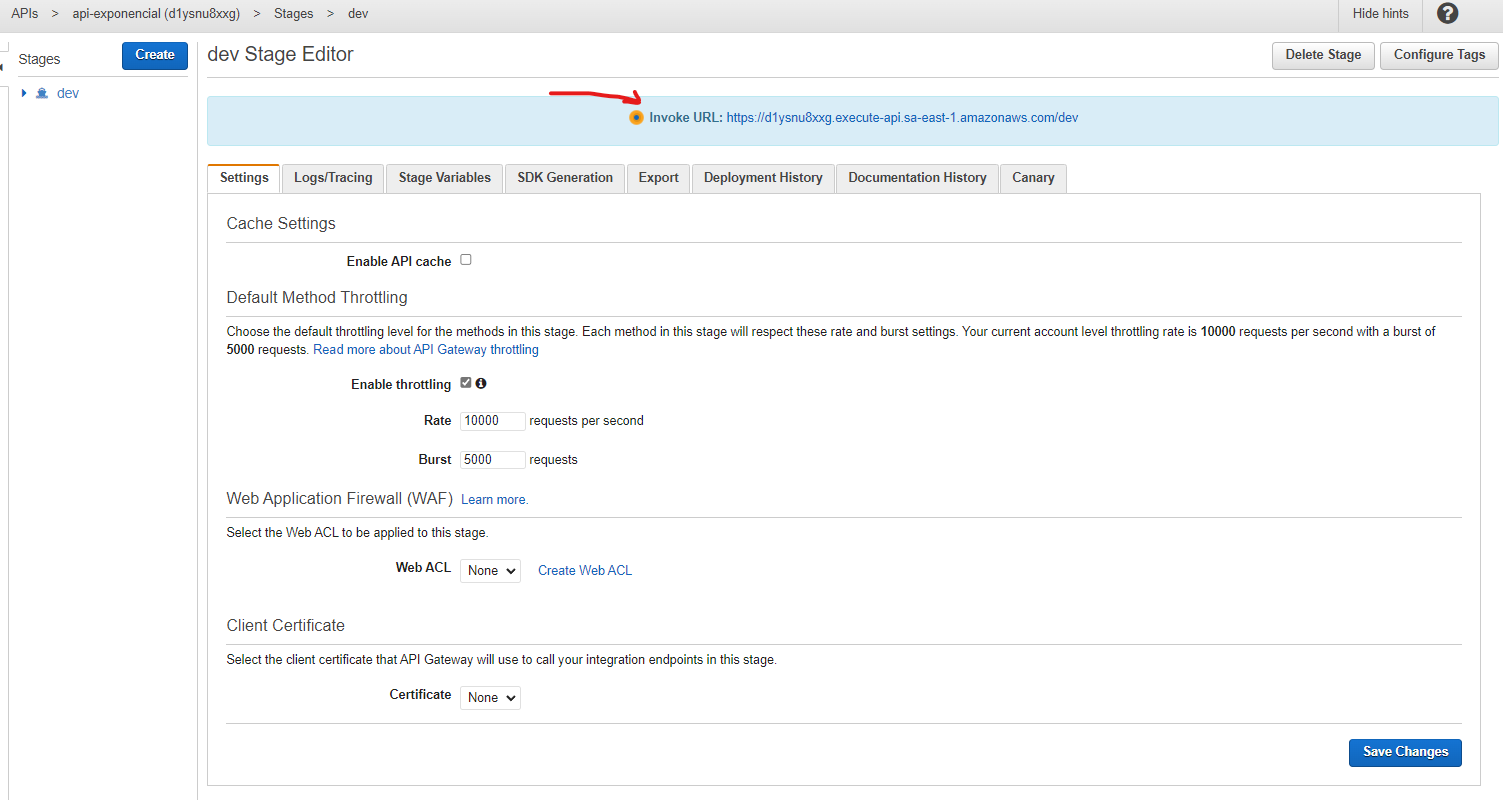 APIs > api-exponencial (d1ysnu8xxg) > Stages > dev
Hide hints ?
Stages
Create
dev
dev Stage Editor
Delete Stage
Configure Tags
Invoke URL: https://d1ysnu8xxg.execute-api.sa-east-1.amazonaws.com/dev
Settings Logs/Tracing Stage Variables SDK Generation Export Deployment History Documentation History Canary
Cache Settings
Enable API cache
Default Method Throttling
Choose the default throttling level for the methods in this stage. Each method in this stage will respect these rate and burst settings. Your current account level throttling rate is 10000 requests per second with a burst of
5000 requests. Read more about API Gateway throttling
Enable throttling
Rate 10000 requests per second
Burst 5000 requests
Web Application Firewall (WAF) Learn more.
Select the Web ACL to be applied to this stage.
Web ACL None Create Web ACL
Client Certificate
Select the client certificate that API Gateway will use to call your integration endpoints in this stage.
Certificate None
Save Changes